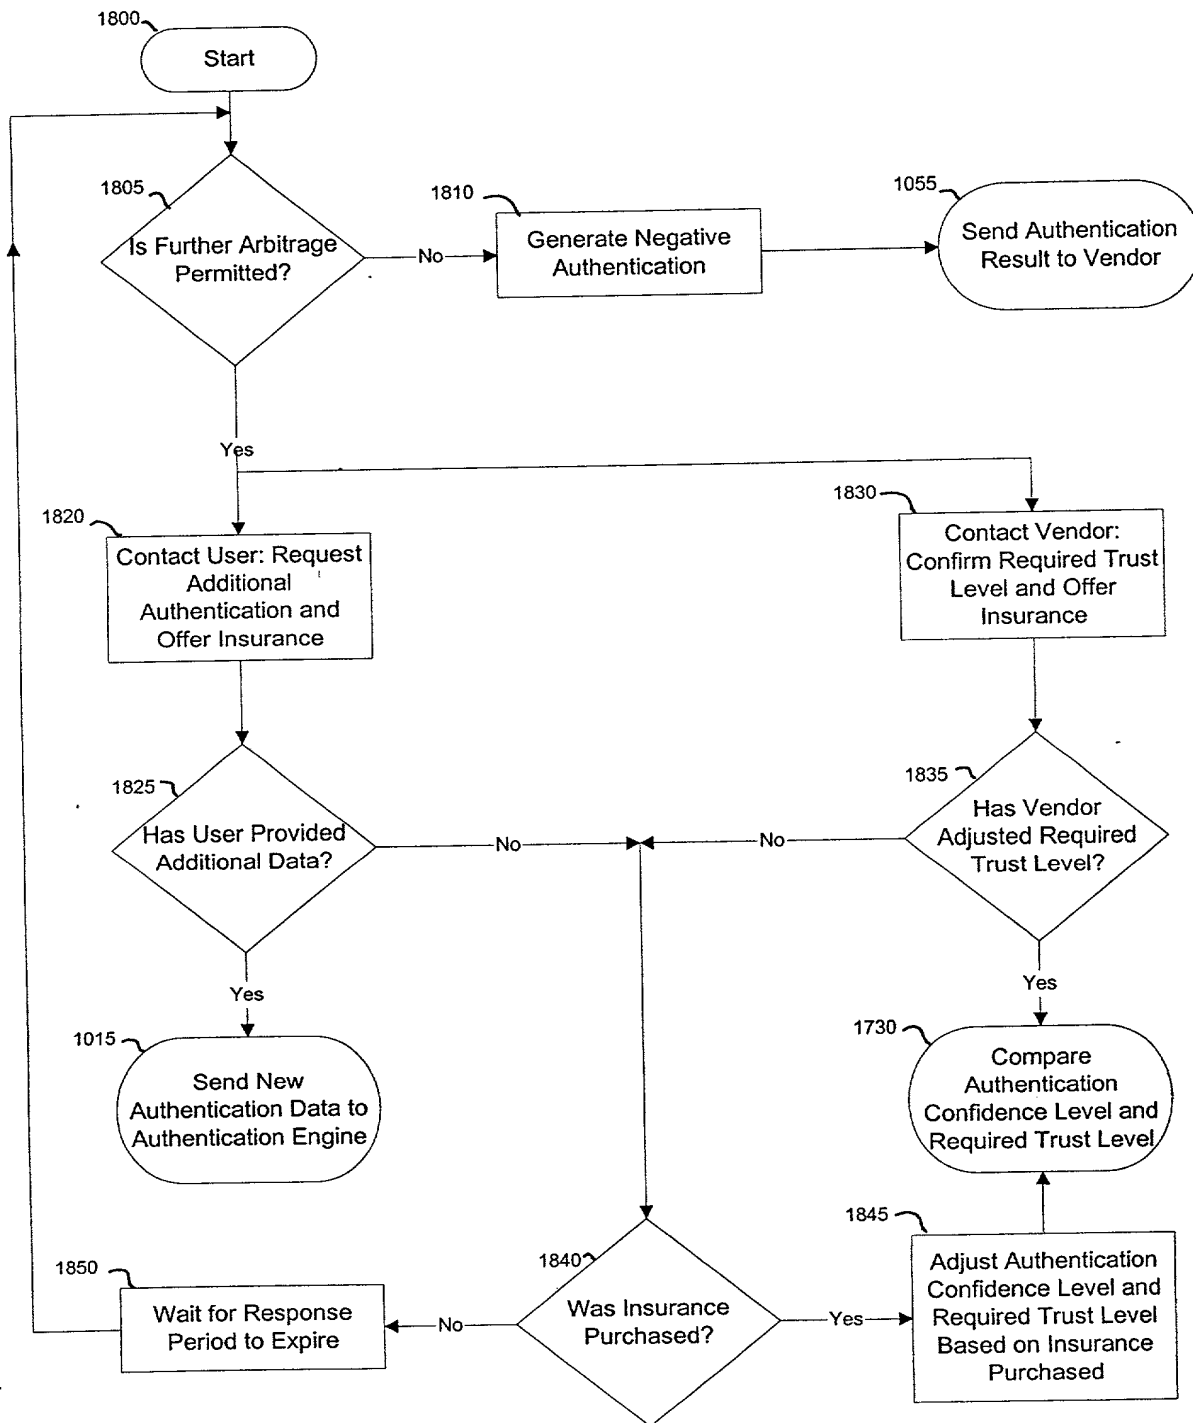 1800
Start
1805
Is Further Arbitrage
Permitted?
No
1810
Generate Negative
Authentication
1055
Send Authentication
Result to Vendor
Yes
1820
Contact User: Request
Additional
Authentication and
Offer Insurance
1830
Contact Vendor:
Confirm Required Trust
Level and Offer
Insurance
1825
Has User Provided
Additional Data?
No
No
1835
Has Vendor
Adjusted Required
Trust Level?
Yes
1015
Send New
Authentication Data to
Authentication Engine
Yes
1730
Compare
Authentication
Confidence Level and
Required Trust Level
1850
Wait for Response
Period to Expire
No
1840
Was Insurance
Purchased?
Yes
1845
Adjust Authentication
Confidence Level and
Required Trust Level
Based on Insurance
Purchased